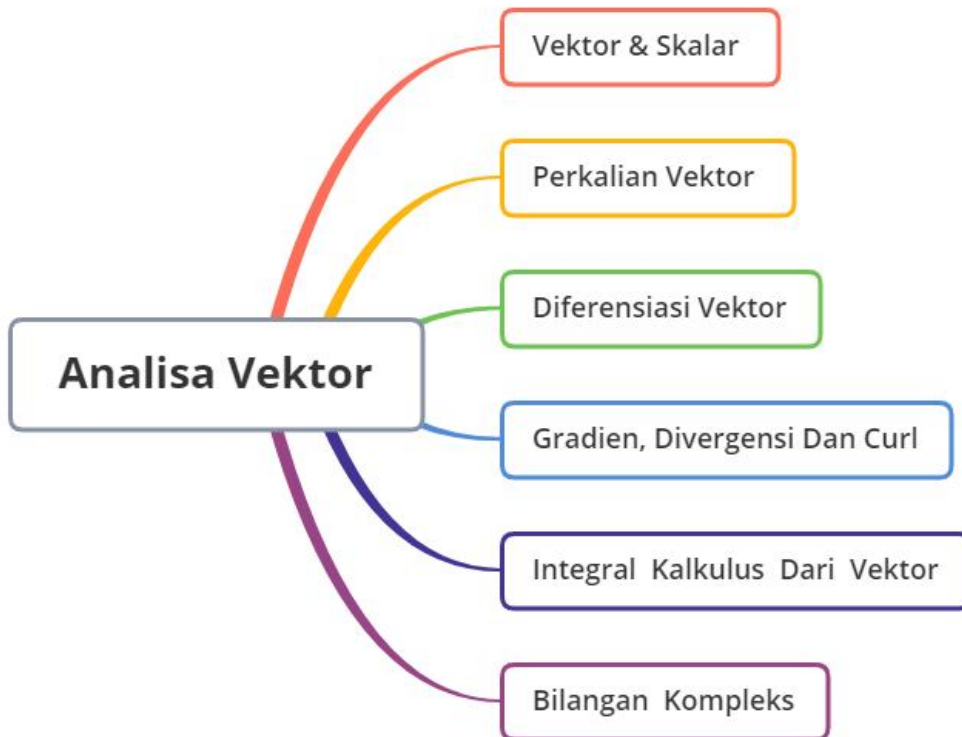 Vektor & Skalar
Perkalian Vektor
Diferensiasi Vektor
Analisa Vektor
Gradien, Divergensi Dan Curl
Integral Kalkulus Dari Vektor
Bilangan Kompleks